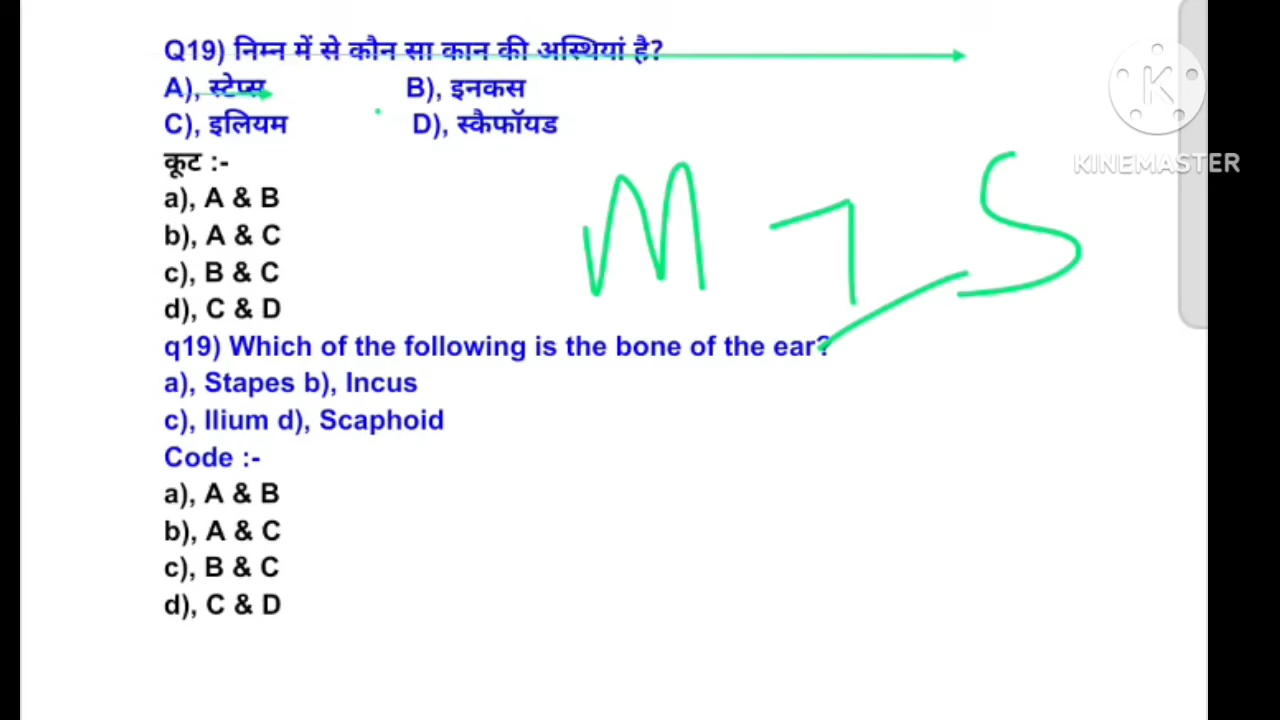 Q19) निम्न में से कौन सा कान की अस्थियां है?
A), स्टेप्स B), इनकस
C), इलियम D), स्कैफॉयड
कूट :-
a), A & B
b), A & C
c), B & C
d), C & D
q19) Which of the following is the bone of the ear?
a), Stapes b), Incus
c), Ilium d), Scaphoid
Code :-
a), A & B
b), A & C
c), B & C
d), C & D
M S
K
KINEMASTER